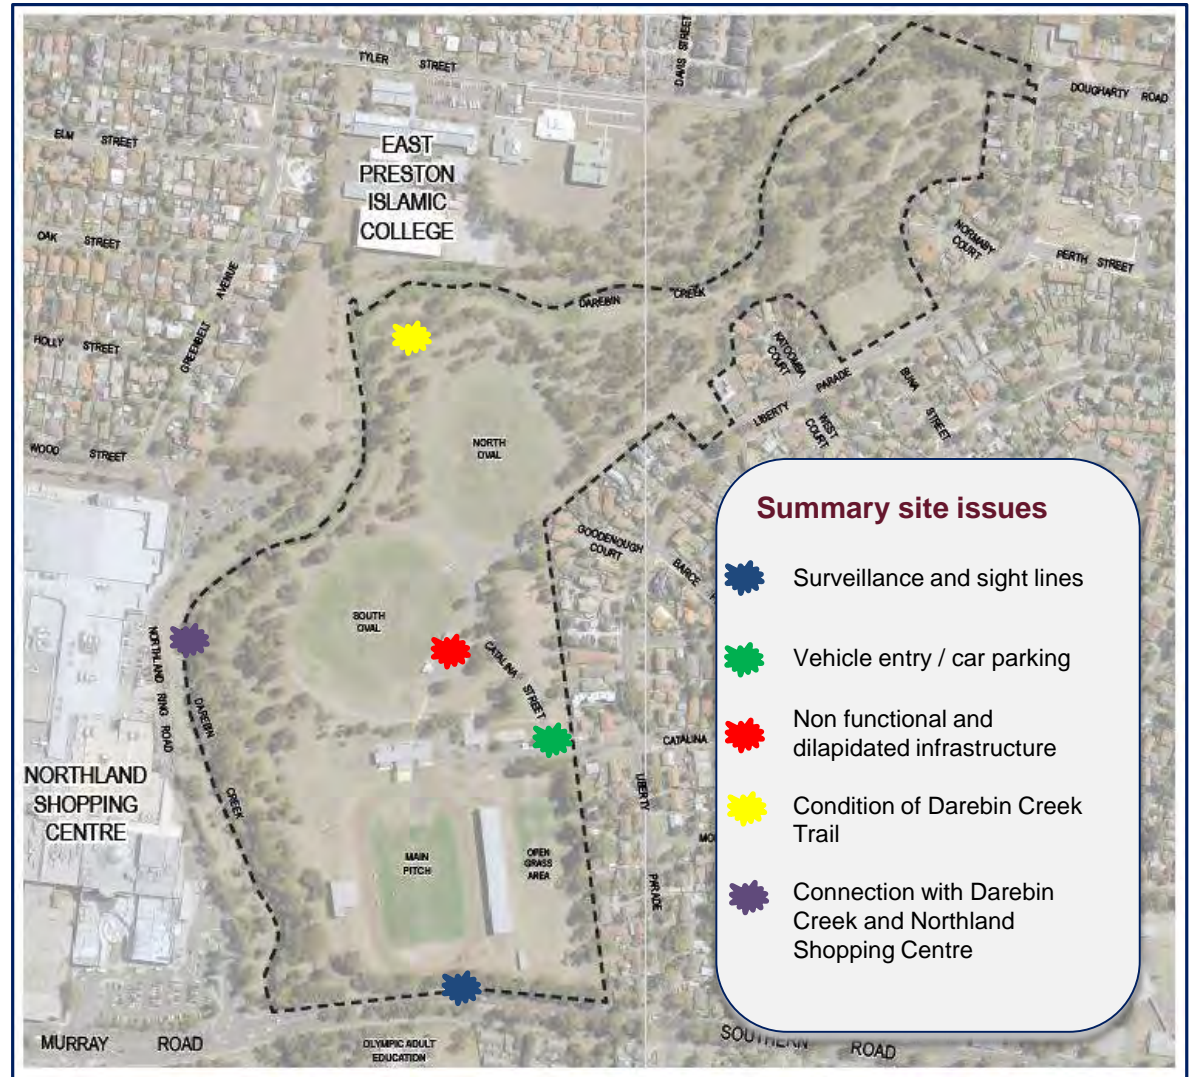 DAVIS STREET
TYLER STREET
DOUGHARTY ROAD
ELM STREET
EAST
PRESTON
ISLAMIC
COLLEGE
OAK STREET
NORMANBY
COURT
PERTH STREET
GREENBELT AVENUE
DAREBIN CREEK
HOLLY STREET
KATOOMBA
COURT
LIBERTY PARADE
BUNA STREET
WEST
COURT
WOOD STREET
NORTH
OVAL
GOODENOUGH
COURT
BARCE
SOUTH
OVAL
CATALINA STREET
NORTHLAND RING ROAD
DAREBIN CREEK
CATALINA
NORTHLAND
SHOPPING
CENTRE
LIBERTY PARADE
MO
MAIN
PITCH
OPEN
GRASS
AREA
MURRAY ROAD
OLYMPIC ADULT
EDUCATION
SOUTHERN ROAD
Summary site issues
Surveillance and sight lines
Vehicle entry / car parking
Non functional and
dilapidated infrastructure
Condition of Darebin Creek
Trail
Connection with Darebin
Creek and Northland
Shopping Centre